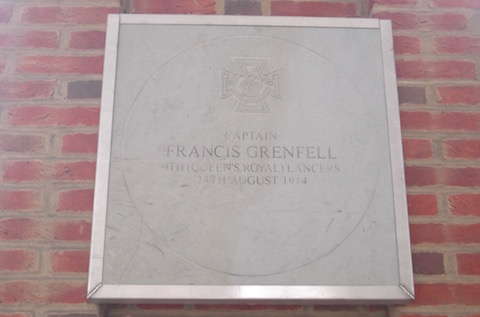 CAPTAIN
FRANCIS GRENFELL
9TH (QUEEN'S ROYAL) LANCERS
24TH AUGUST 1914